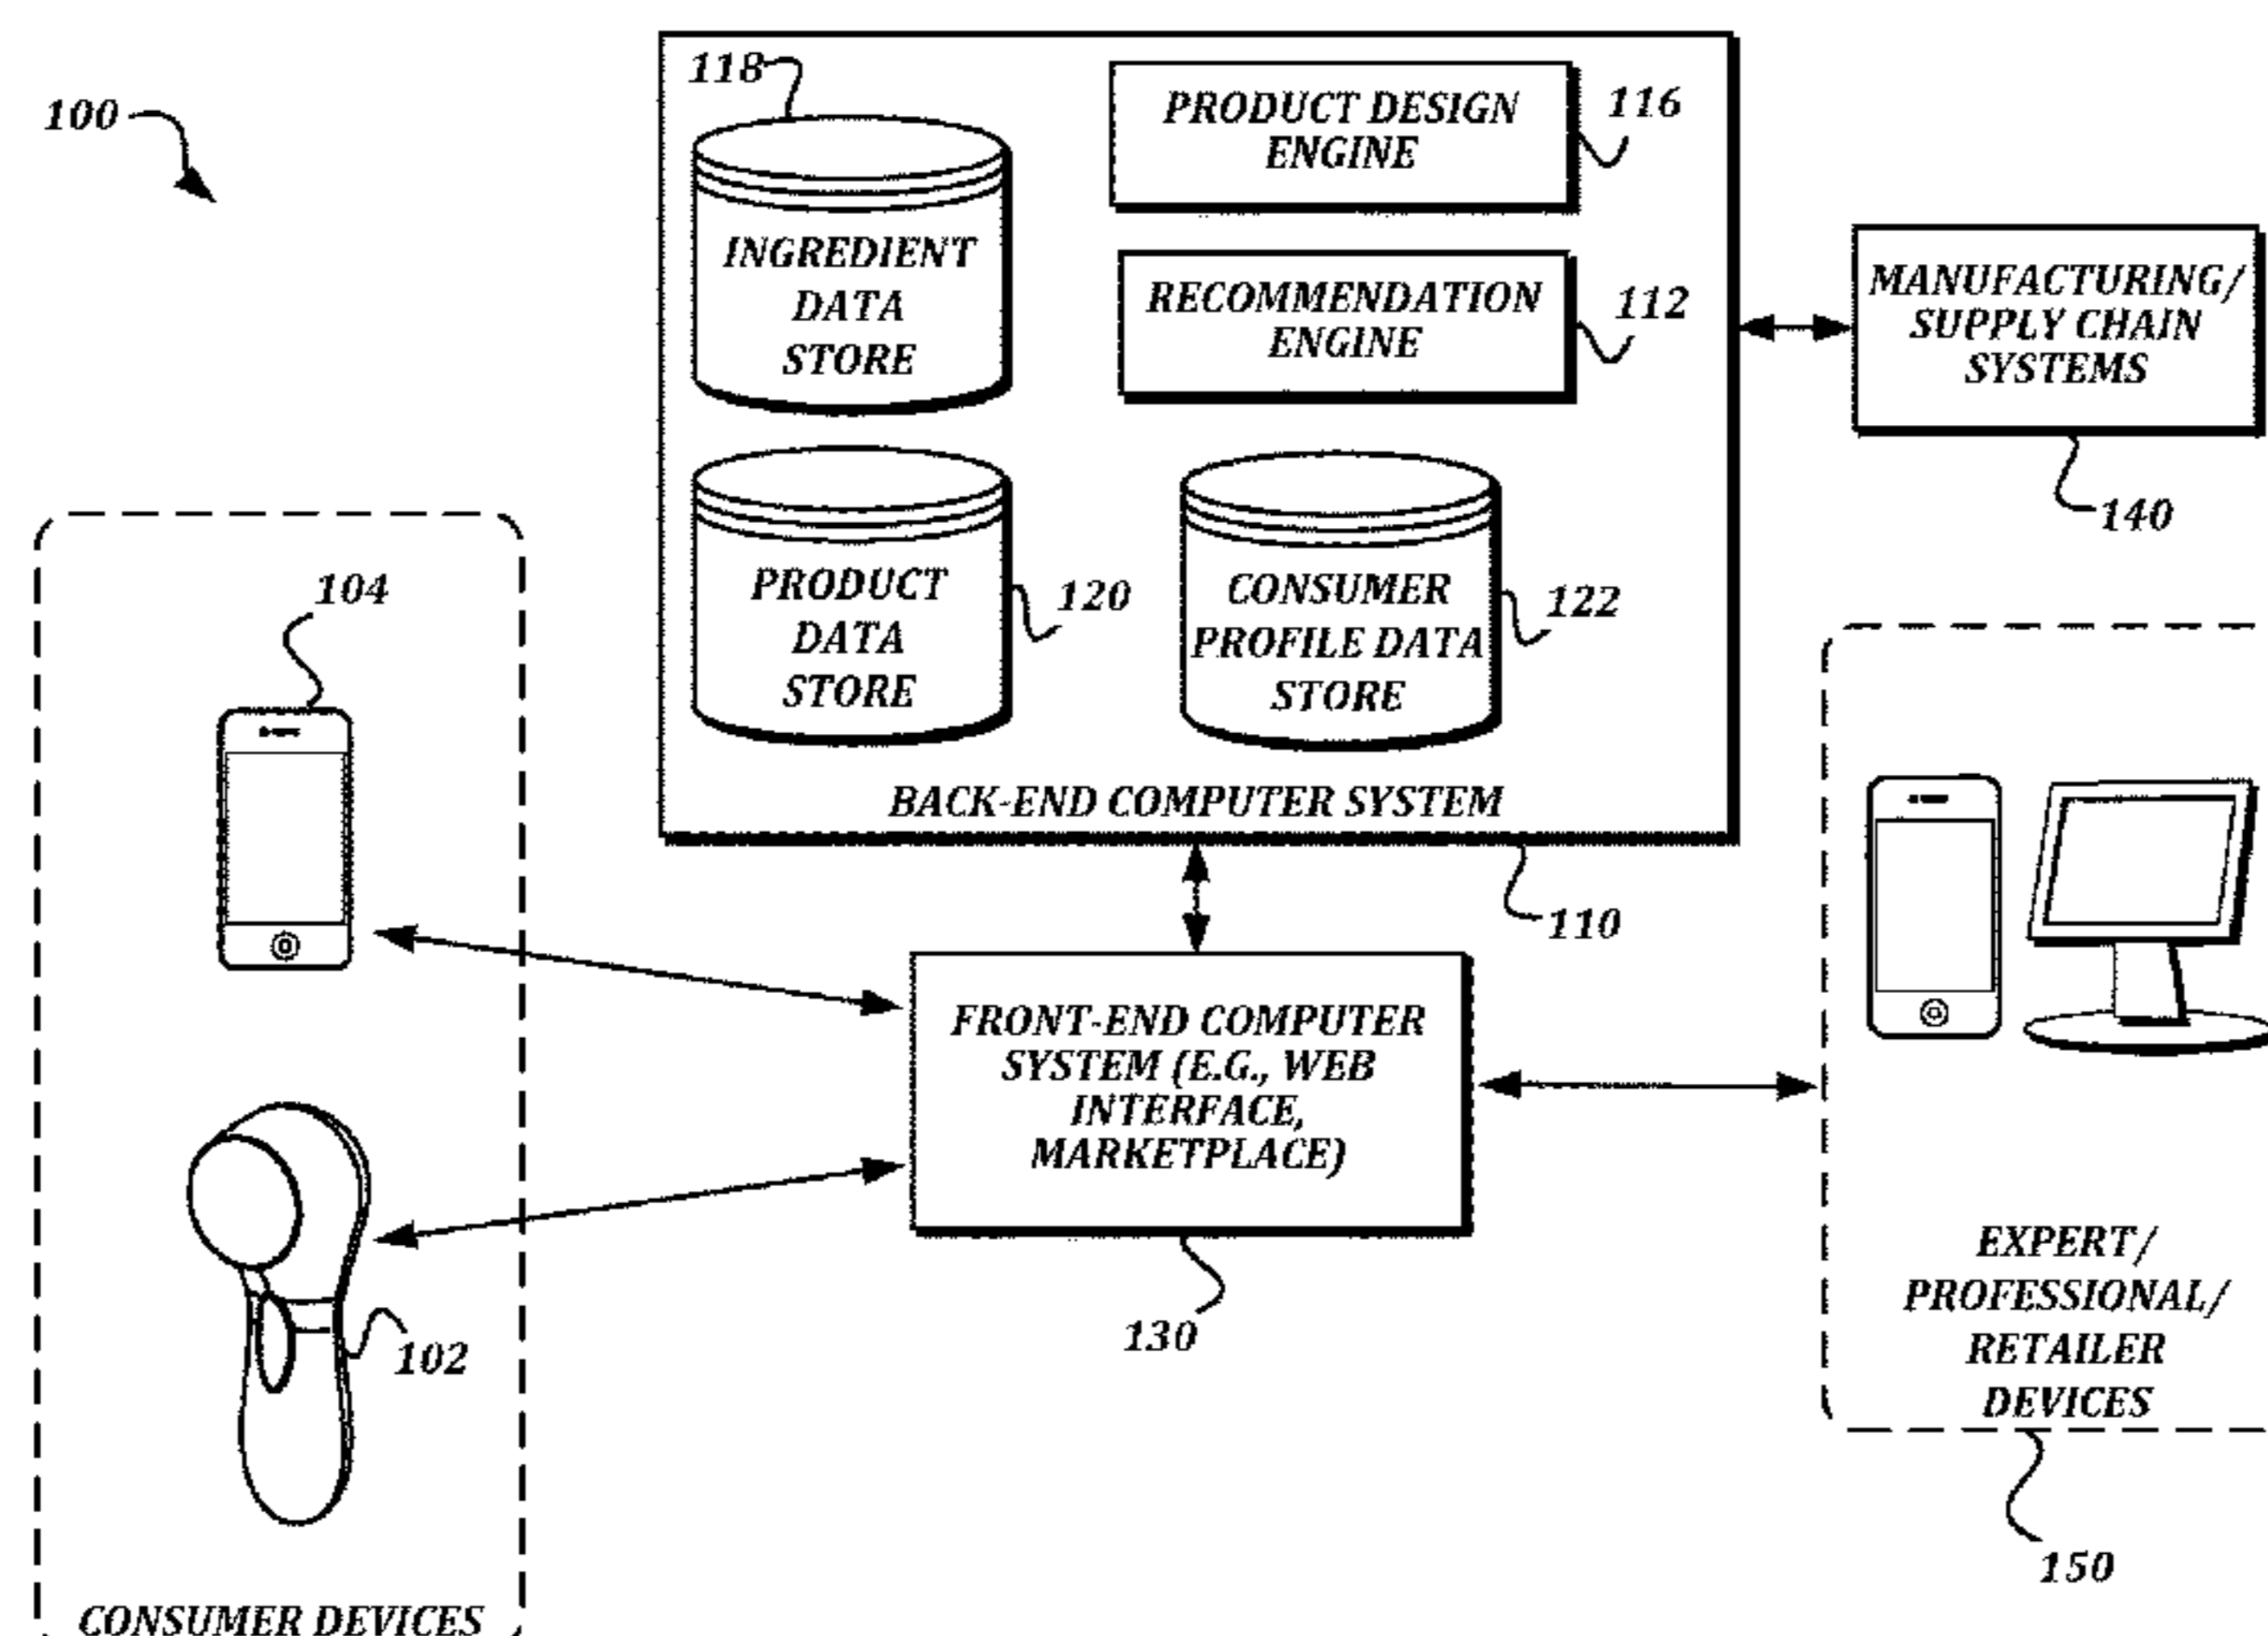 100
118
PRODUCT DESIGN
ENGINE
116
INGREDIENT
DATA
STORE
RECOMMENDATION
ENGINE
112
MANUFACTURING/
SUPPLY CHAIN
SYSTEMS
140
PRODUCT
DATA
STORE
120
CONSUMER
PROFILE DATA
STORE
122
BACK-END COMPUTER SYSTEM
110
104
102
CONSUMER DEVICES
FRONT-END COMPUTER
SYSTEM (E.G., WEB
INTERFACE,
MARKETPLACE)
130
EXPERT/
PROFESSIONAL/
RETAILER
DEVICES
150